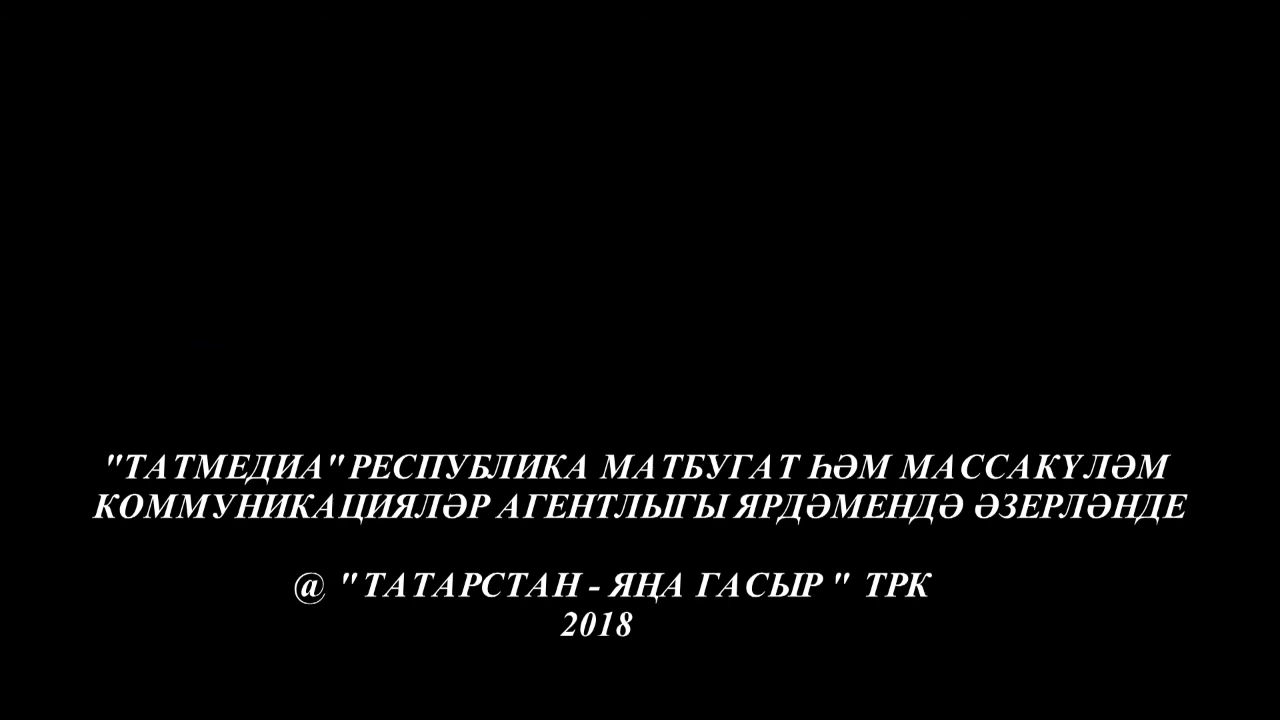 "ТАТМЕДИА" РЕСПУБЛИКА МАТБУГАТ ҺӘМ МАССАКҮЛӘМ
КОММУНИКАЦИЯЛӘР АГЕНТЛЫГЫ ЯРДӘМЕНДӘ ӘЗЕРЛӘНДЕ
@ "ТАТАРСТАН - ЯҢА ГАСЫР " ТРК
2018